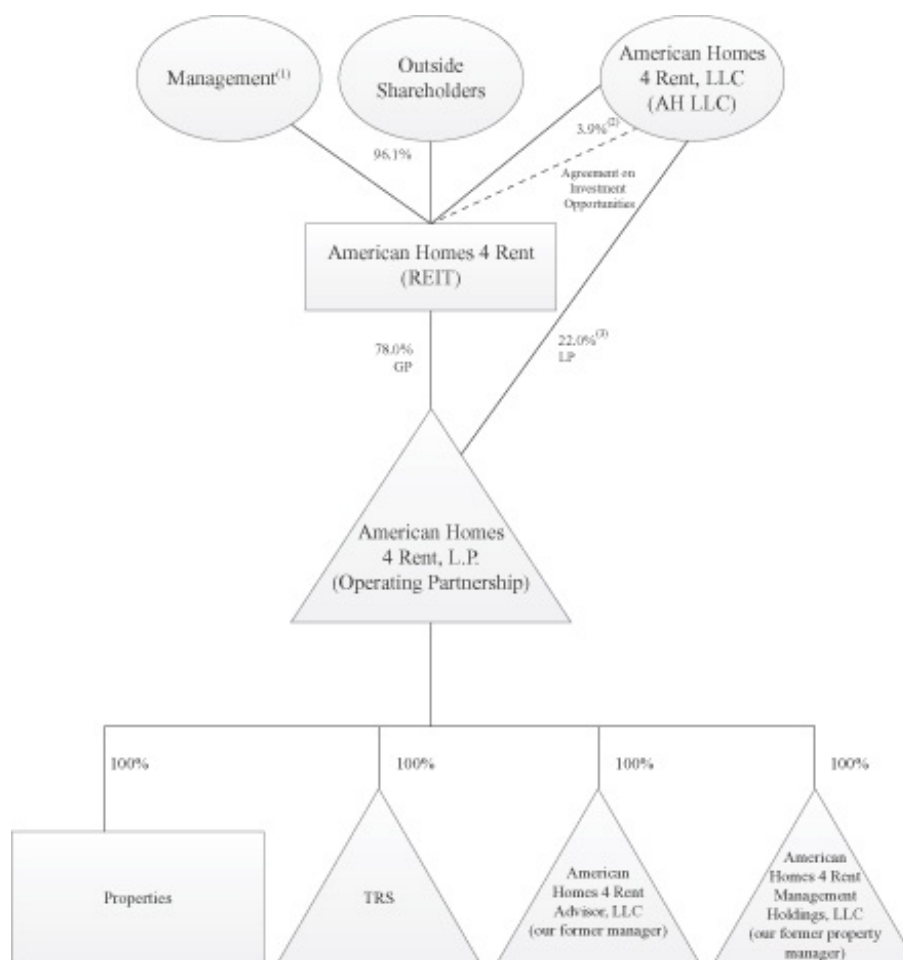 Management(1)
Outside
Shareholders
American Homes
4 Rent, LLC
(AH LLC)
96.1%
3.9%(2)
Agreement on
Investment
Opportunities
American Homes 4 Rent
(REIT)
78.0%
GP
22.0%(3)
LP
American Homes
4 Rent, L.P.
(Operating Partnership)
100%
100%
100%
100%
Properties
TRS
American
Homes 4 Rent
Advisor, LLC
(our former manager)
American
Homes 4 Rent
Management
Holdings, LLC
(our former property
manager)